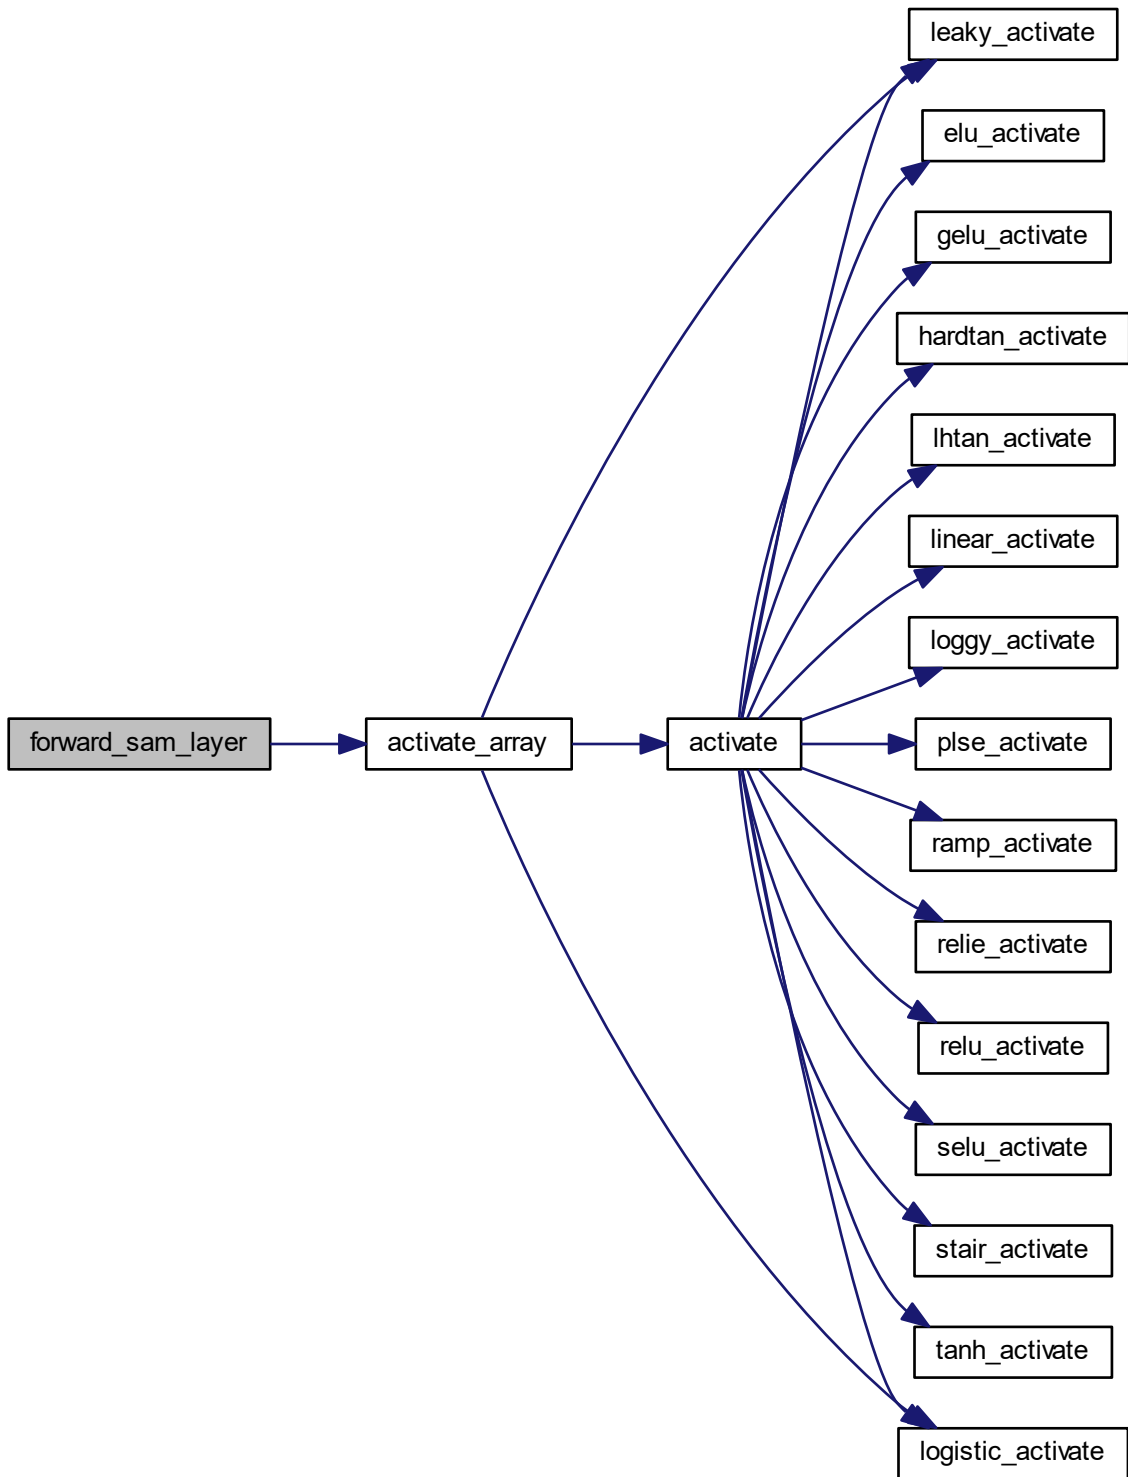 leaky_activate
elu_activate
gelu_activate
hardtan_activate
lhtan_activate
linear_activate
loggy_activate
forward_sam_layer
activate_array
activate
plse_activate
ramp_activate
relie_activate
relu_activate
selu_activate
stair_activate
tanh_activate
logistic_activate